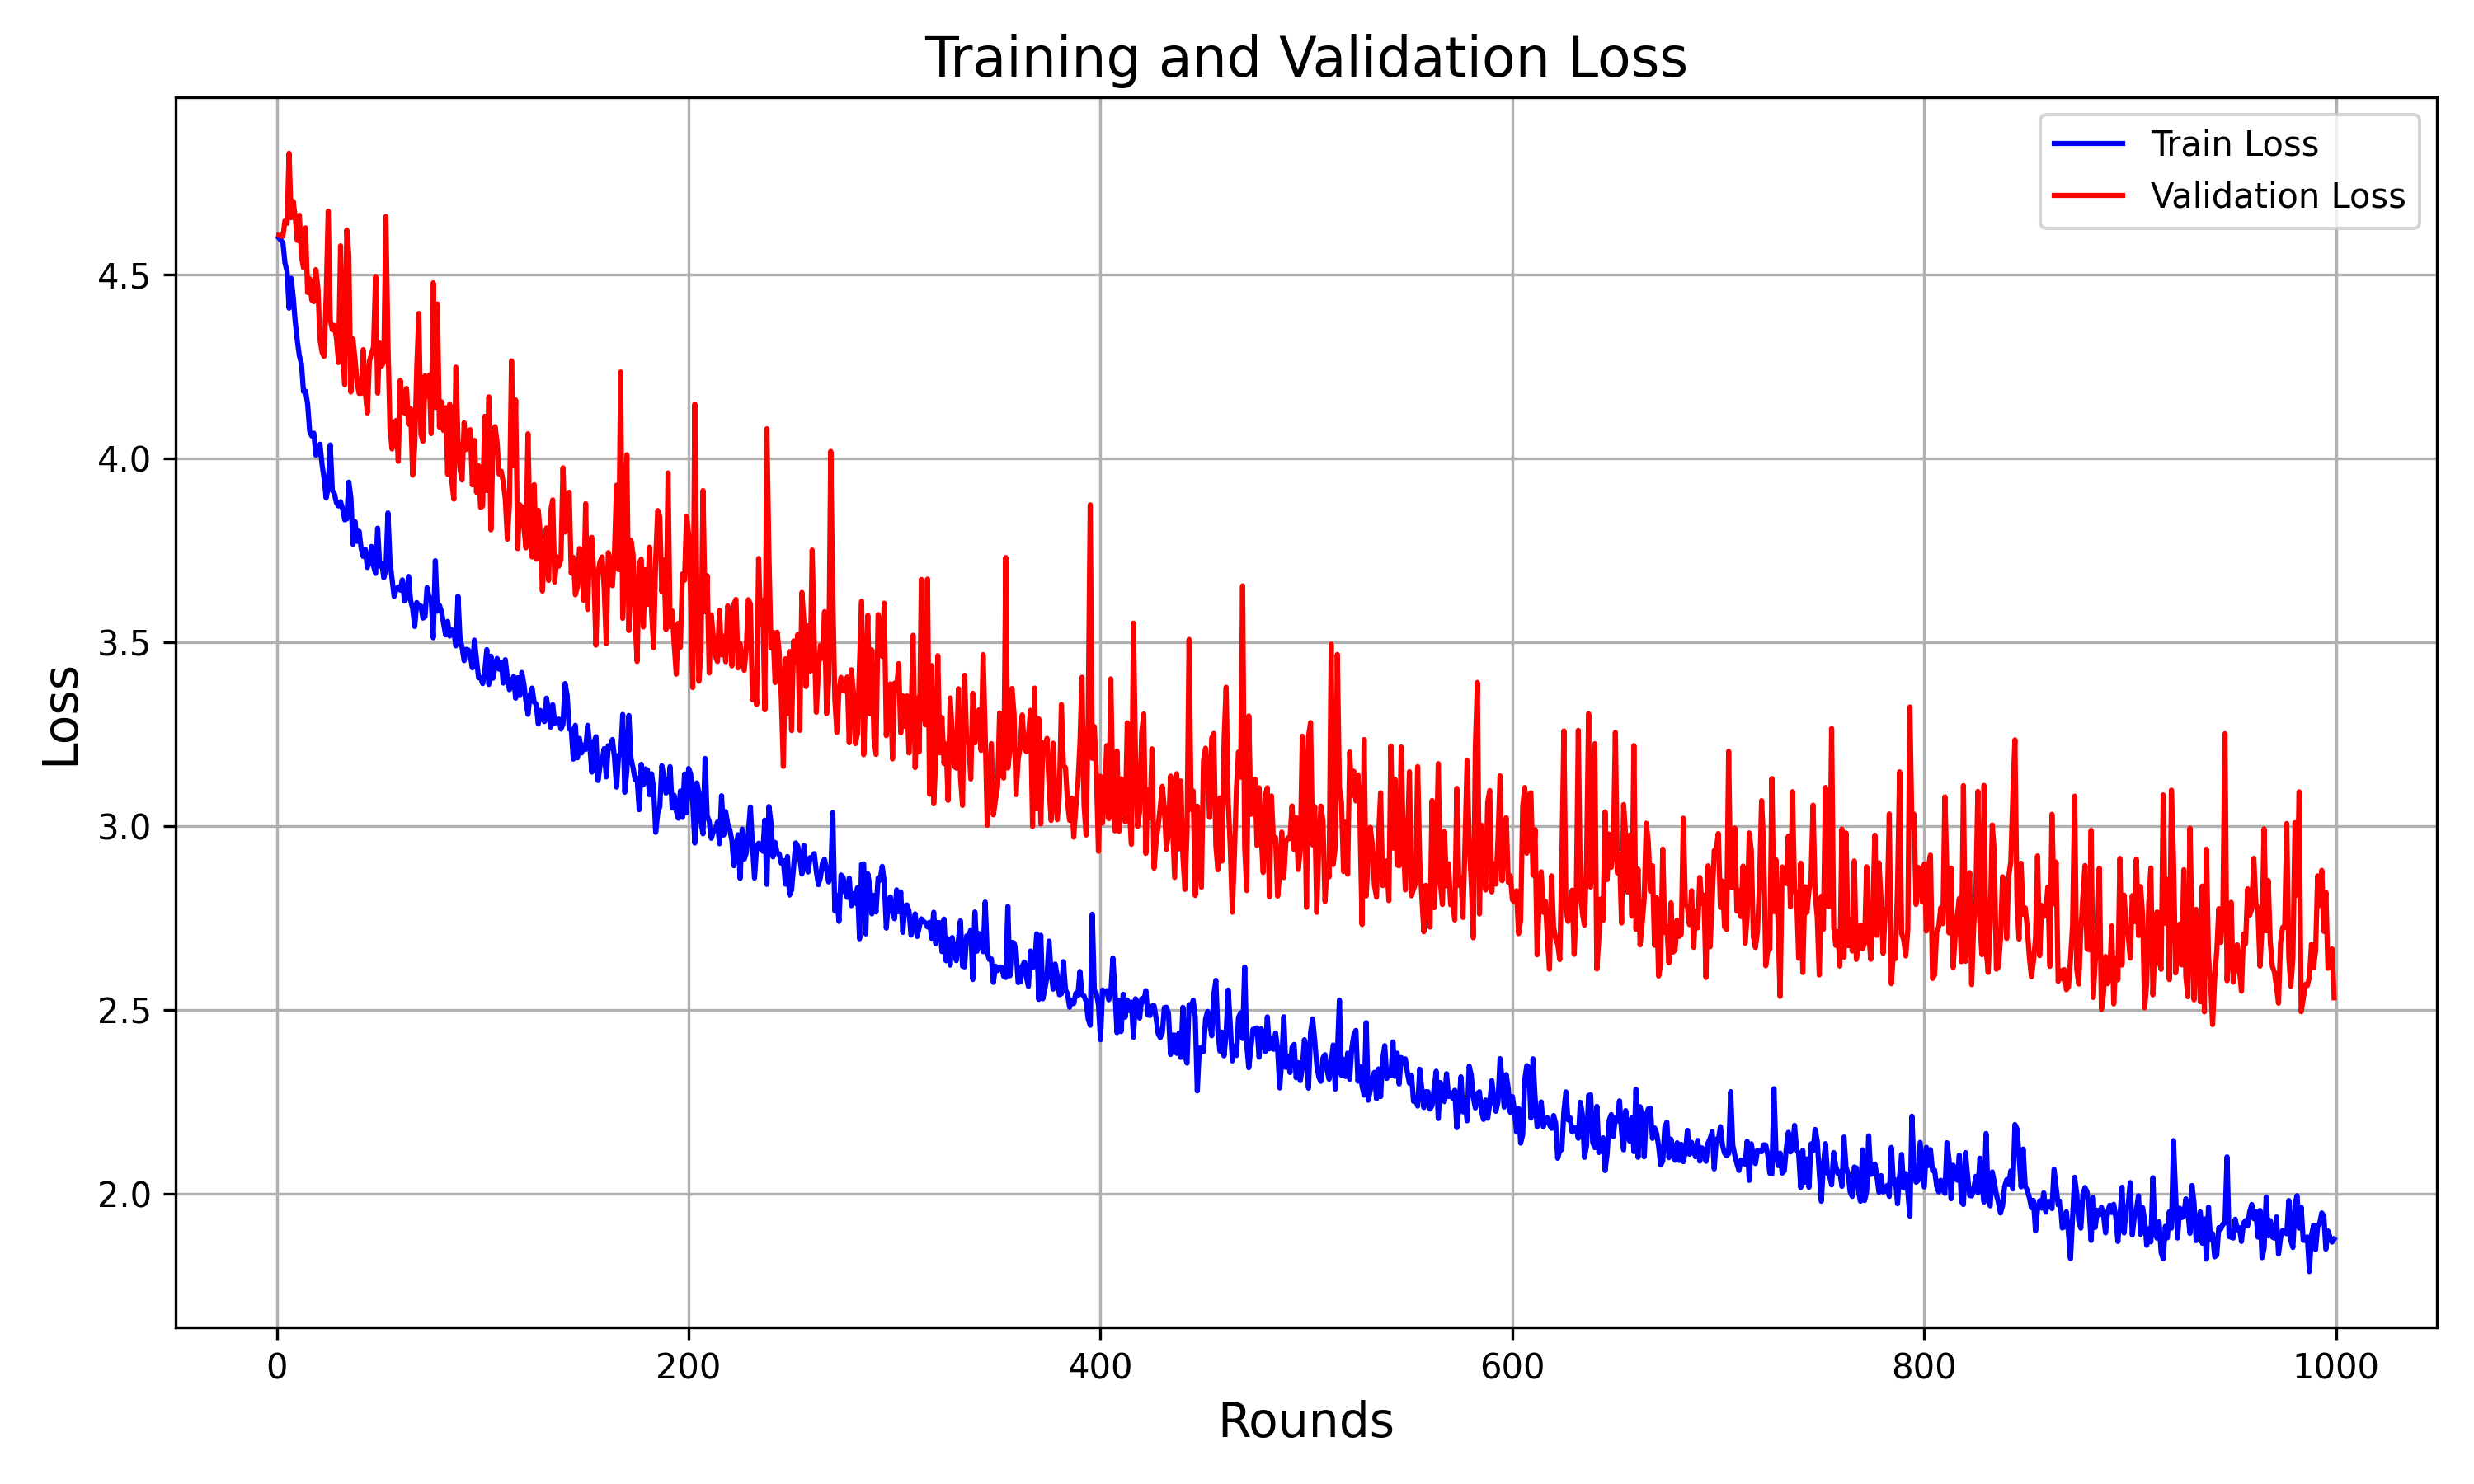 Training and Validation Loss
Train Loss
Validation Loss
4.5
4.0
3.5
3.0
2.5
2.0
Loss
0 200 400 600 800 1000
Rounds